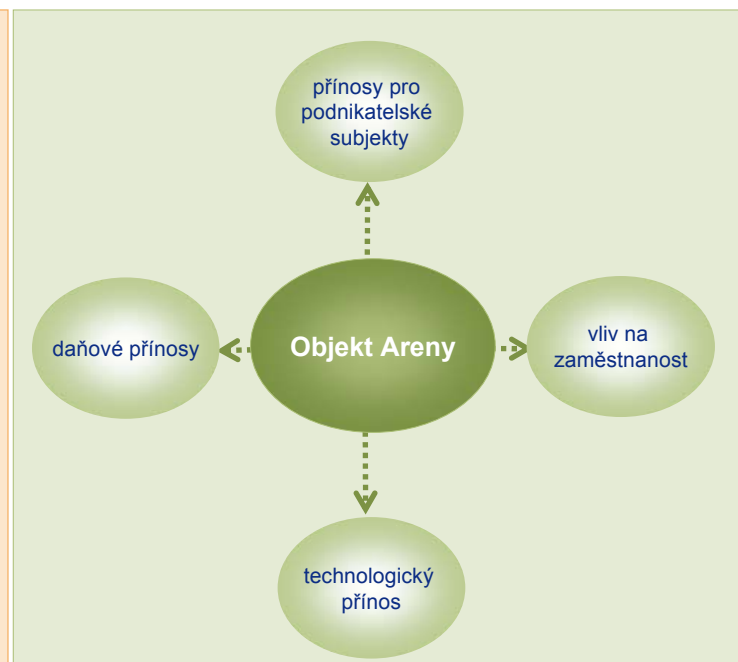 přínosy pro
podnikatelské
subjekty
daňové přínosy
Objekt Areny
vliv na
zaměstnanost
technologický
přínos